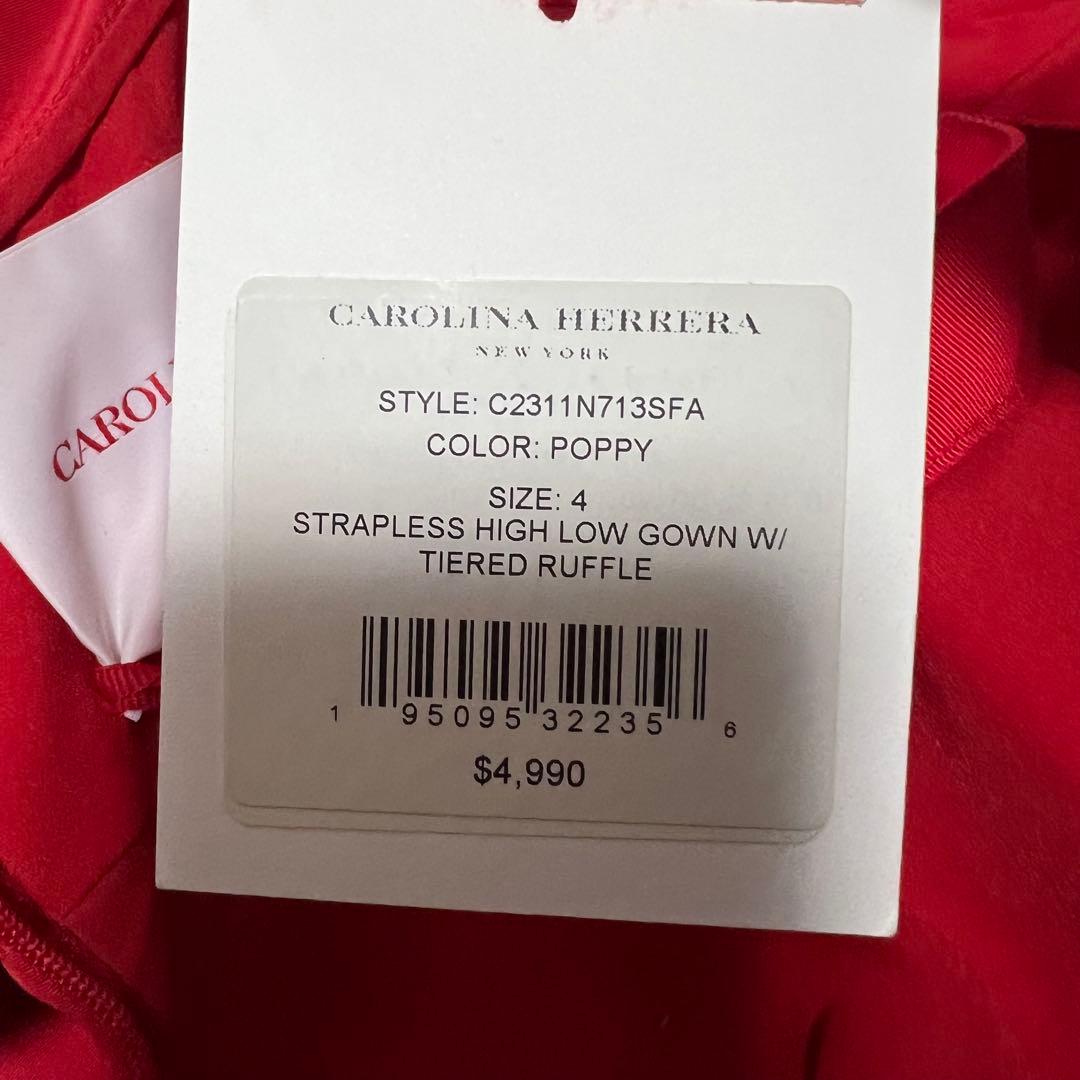 CAROLINA HERRERA
NEW YORK
STYLE: C2311N713SFA
COLOR: POPPY
SIZE: 4
STRAPLESS HIGH LOW GOWN W/
TIERED RUFFLE
1 95095 32235 6
$4,990
CAROL